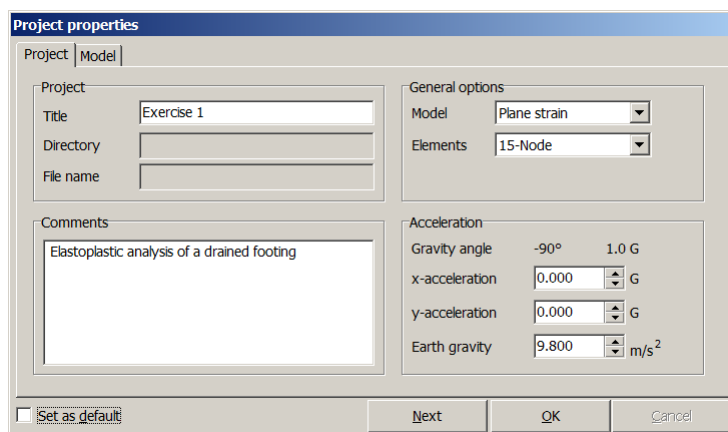 Project properties
Project Model
Project
Title Exercise 1
Directory
File name
General options
Model Plane strain
Elements 15-Node
Comments
Elastoplastic analysis of a drained footing
Acceleration
Gravity angle -90° 1.0 G
x-acceleration 0.000 G
y-acceleration 0.000 G
Earth gravity 9.800 m/s²
Set as default Next OK Cancel